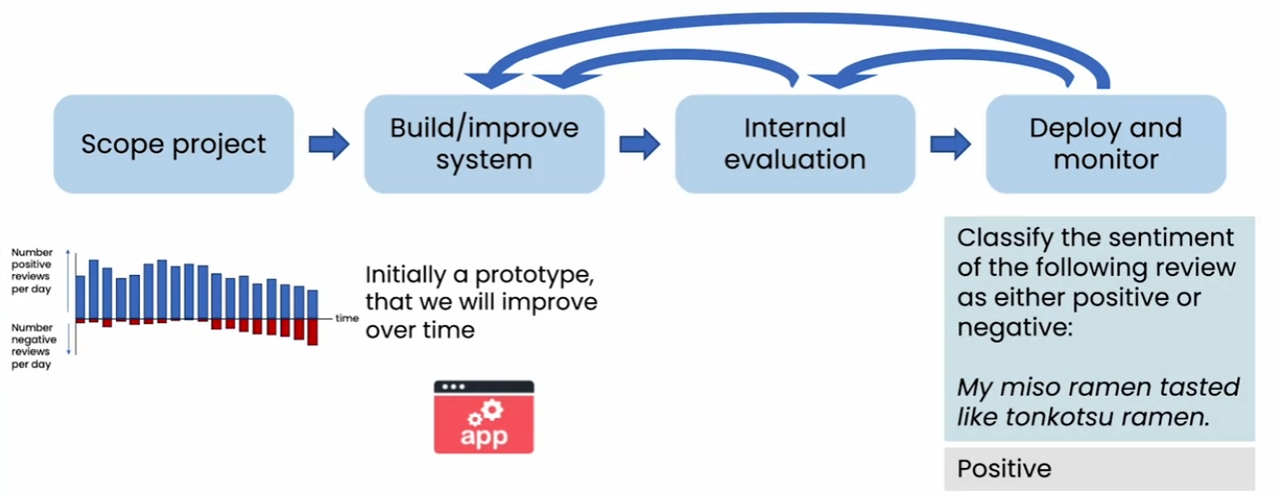 Scope project
Build/improve
system
Internal
evaluation
Deploy and
monitor
Number
positive
reviews
per day
time
Number
negative
reviews
per day
Initially a prototype,
that we will improve
over time
app
Classify the sentiment
of the following review
as either positive or
negative:
My miso ramen tasted
like tonkotsu ramen.
Positive